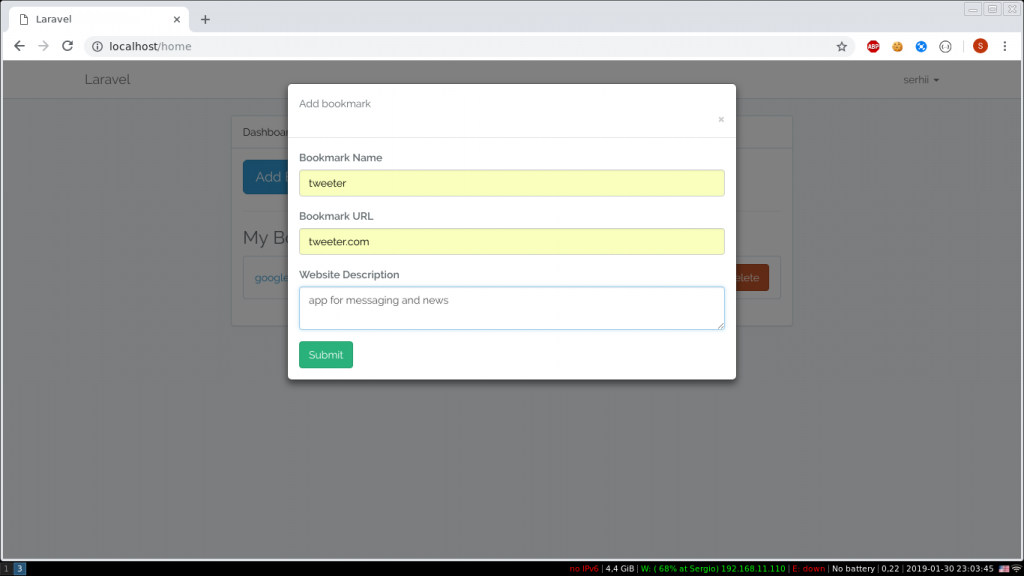 Laravel
localhost/home
ABP
S
Laravel
serhii
Add bookmark
×
Dashboar
Bookmark Name
Add
tweeter
Bookmark URL
My B
tweeter.com
Website Description
google
elete
app for messaging and news
Submit
1 3 no IPv6 | 4,4 GiB | W: ( 68% at Sergio) 192.168.11.110 | E: down | No battery | 0,22 | 2019-01-30 23:03:45